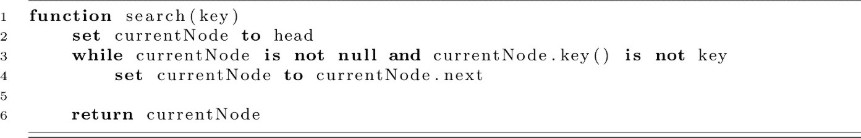 1 function search(key)
2 set currentNode to head
3 while currentNode is not null and currentNode.key() is not key
4 set currentNode to currentNode.next
5
6 return currentNode